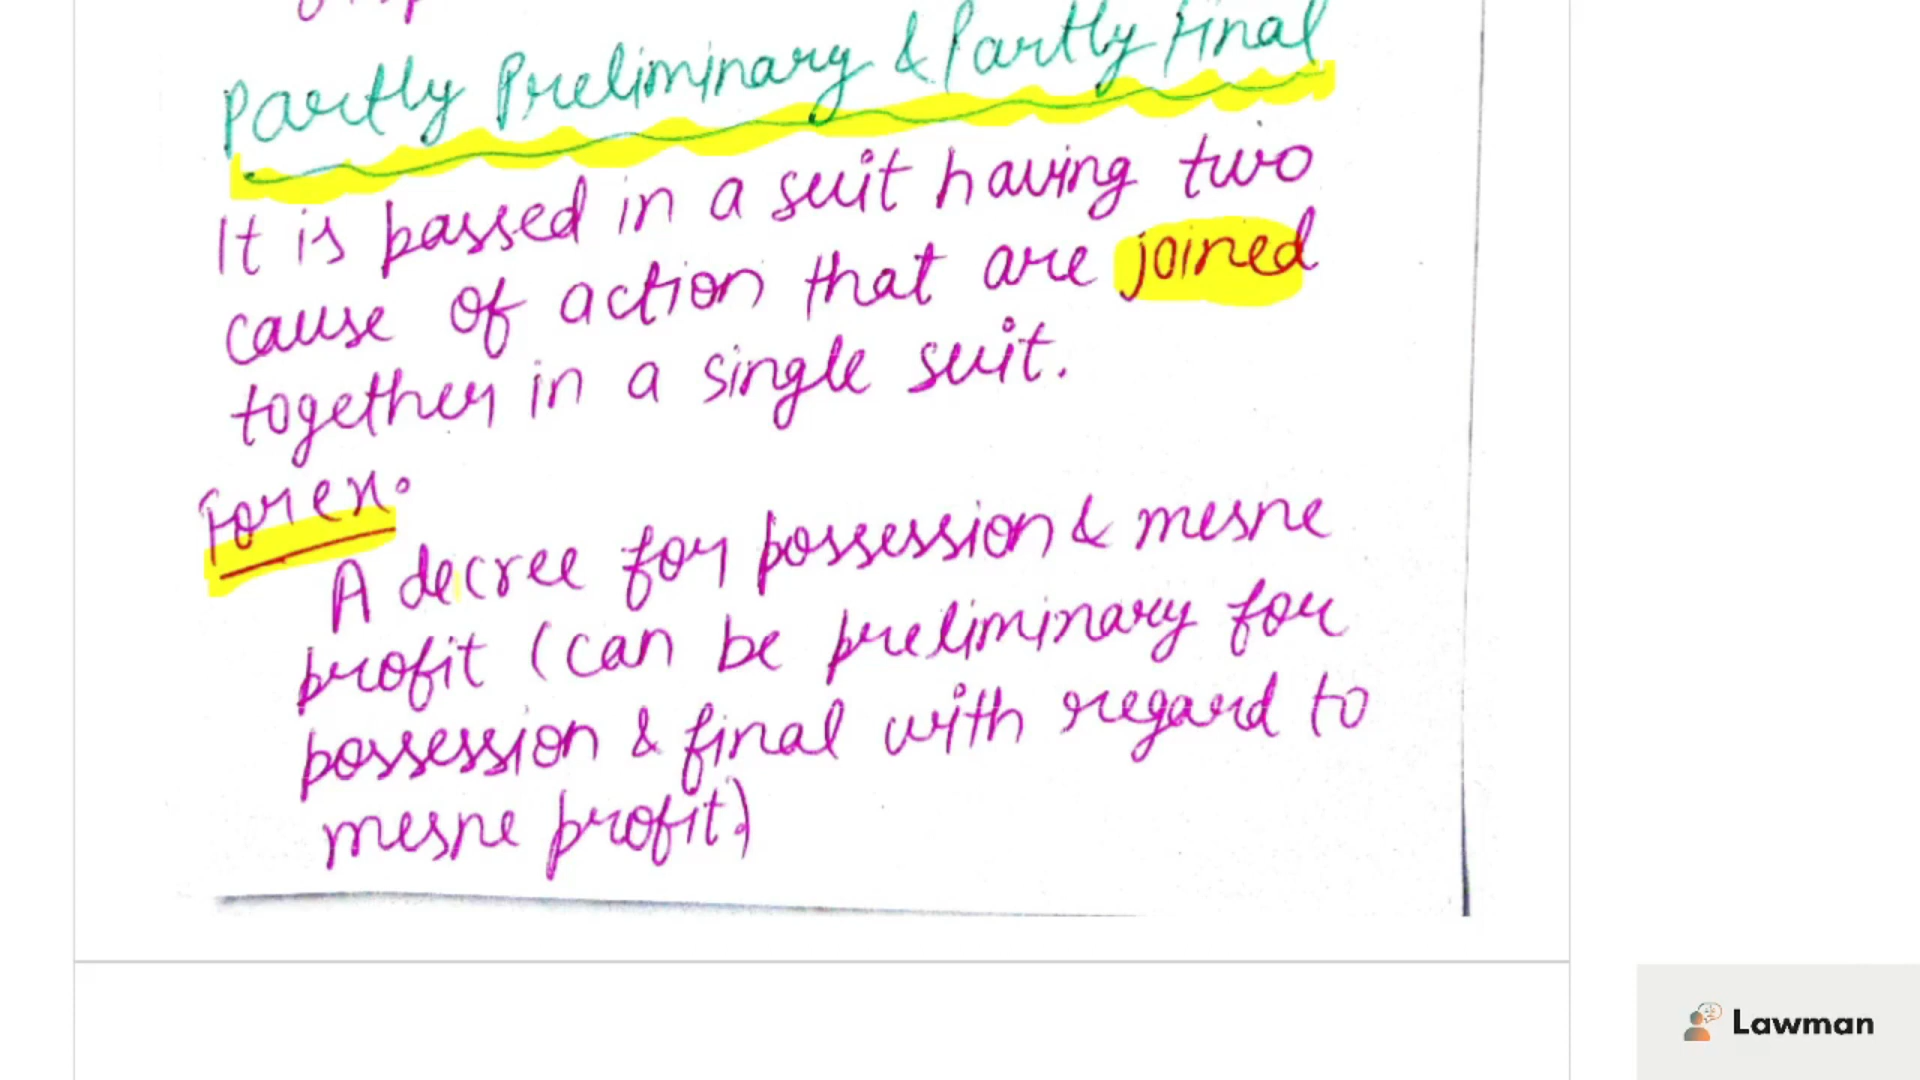 Partly Preliminary & Partly Final
It is passed in a suit having two
cause of action that are joined
together in a single suit.
For ex.
A decree for possession & mesne
profit (can be preliminary for
possession & final with regard to
mesne profit)
Lawman